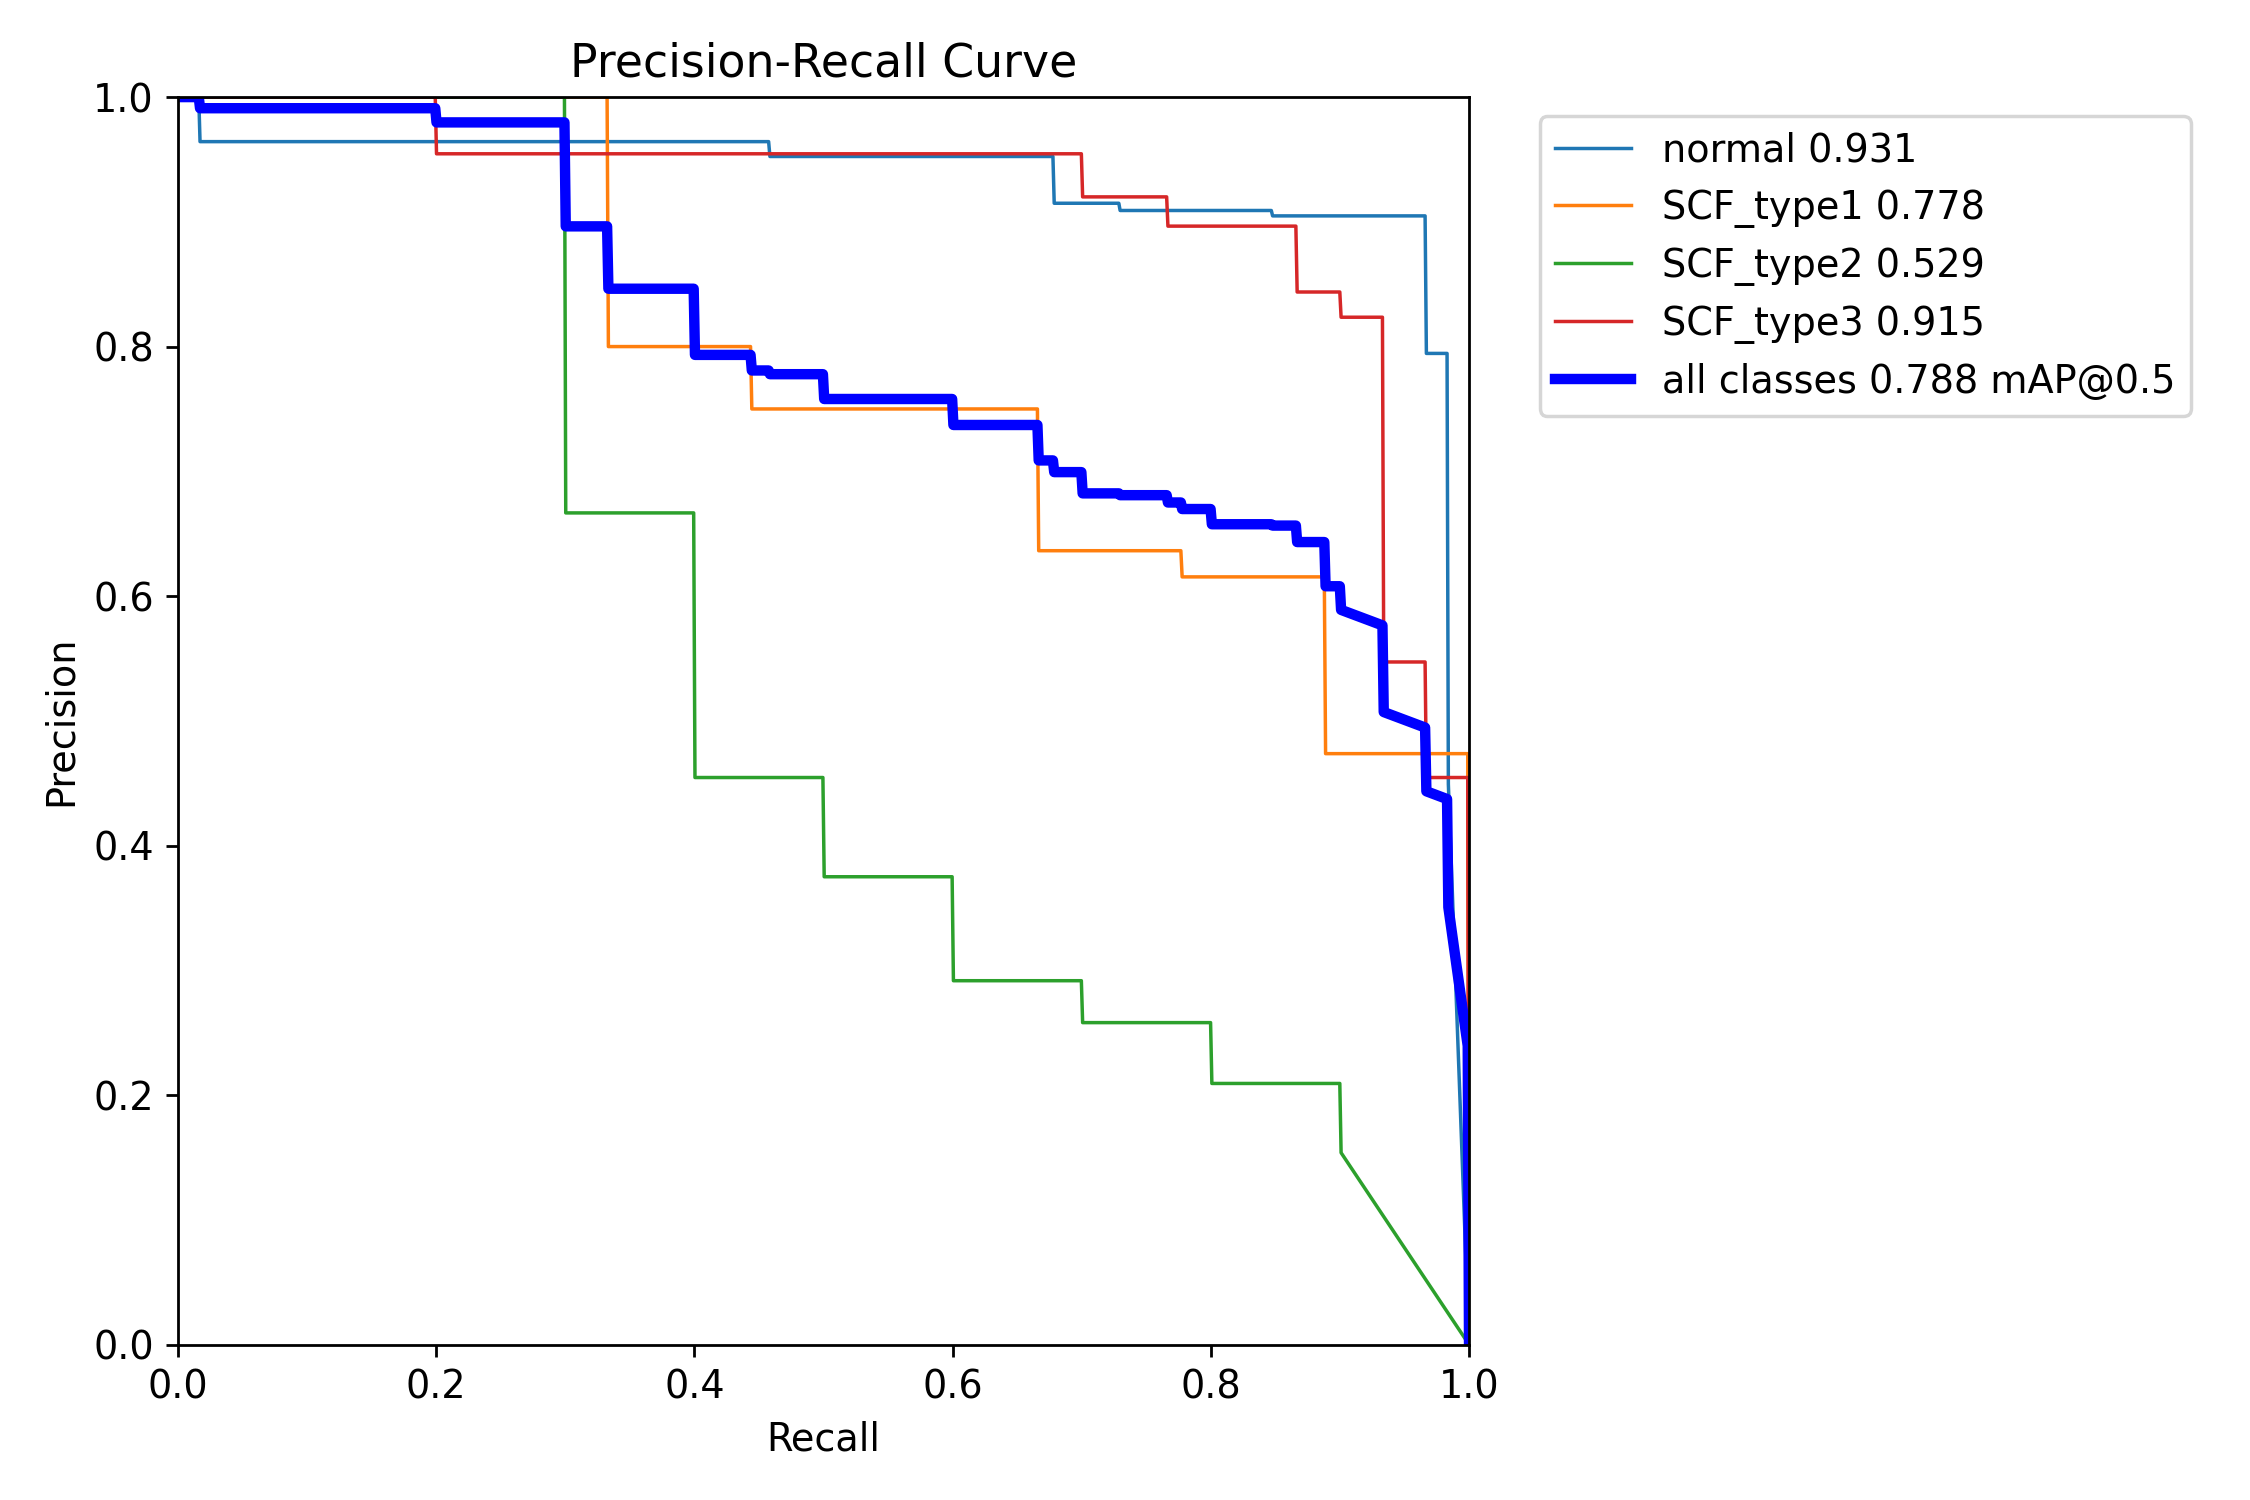 Precision-Recall Curve
1.0
0.8
0.6
0.4
0.2
0.0
Precision
0.0 0.2 0.4 0.6 0.8 1.0
Recall
normal 0.931
SCF_type1 0.778
SCF_type2 0.529
SCF_type3 0.915
all classes 0.788 mAP@0.5